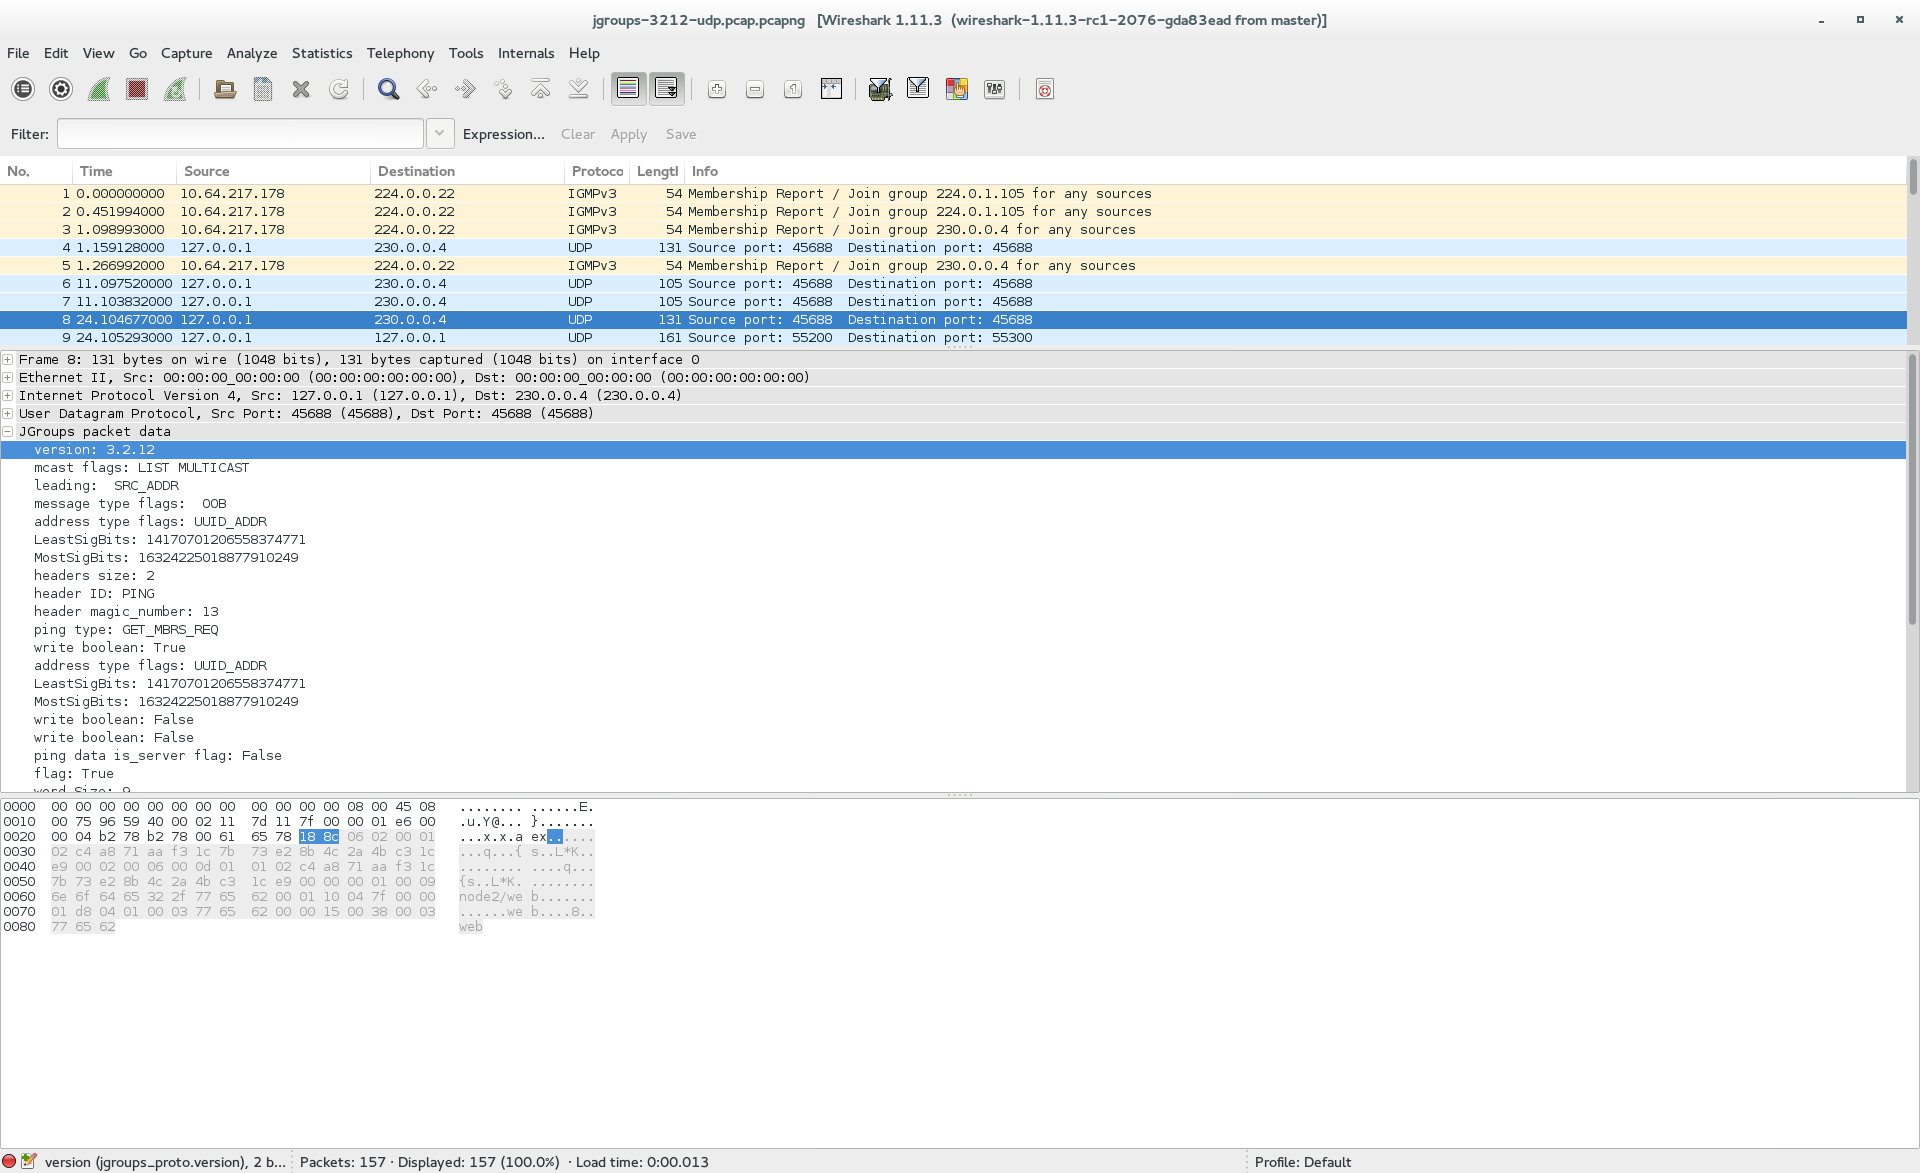 jgroups-3212-udp.pcap.pcapng   [Wireshark 1.11.3  (wireshark-1.11.3-rc1-2076-gda83ead from master)]
File Edit View Go Capture Analyze Statistics Telephony Tools Internals Help
Filter: Expression... Clear Apply Save
No. Time Source Destination Protoco Lengtl Info
1 0.000000000 10.64.217.178 224.0.0.22 IGMPv3 54 Membership Report / Join group 224.0.1.105 for any sources
2 0.451994000 10.64.217.178 224.0.0.22 IGMPv3 54 Membership Report / Join group 224.0.1.105 for any sources
3 1.098993000 10.64.217.178 224.0.0.22 IGMPv3 54 Membership Report / Join group 230.0.0.4 for any sources
4 1.159128000 127.0.0.1 230.0.0.4 UDP 131 Source port: 45688  Destination port: 45688
5 1.266992000 10.64.217.178 224.0.0.22 IGMPv3 54 Membership Report / Join group 230.0.0.4 for any sources
6 11.097520000 127.0.0.1 230.0.0.4 UDP 105 Source port: 45688  Destination port: 45688
7 11.103832000 127.0.0.1 230.0.0.4 UDP 105 Source port: 45688  Destination port: 45688
8 24.104677000 127.0.0.1 230.0.0.4 UDP 131 Source port: 45688  Destination port: 45688
9 24.105293000 127.0.0.1 127.0.0.1 UDP 161 Source port: 55200  Destination port: 55300
Frame 8: 131 bytes on wire (1048 bits), 131 bytes captured (1048 bits) on interface 0
Ethernet II, Src: 00:00:00_00:00:00 (00:00:00:00:00:00), Dst: 00:00:00_00:00:00 (00:00:00:00:00:00)
Internet Protocol Version 4, Src: 127.0.0.1 (127.0.0.1), Dst: 230.0.0.4 (230.0.0.4)
User Datagram Protocol, Src Port: 45688 (45688), Dst Port: 45688 (45688)
JGroups packet data
version: 3.2.12
mcast flags: LIST MULTICAST
leading:  SRC_ADDR
message type flags:  OOB
address type flags: UUID_ADDR
LeastSigBits: 14170701206558374771
MostSigBits: 16324225018877910249
headers size: 2
header ID: PING
header magic_number: 13
ping type: GET_MBRS_REQ
write boolean: True
address type flags: UUID_ADDR
LeastSigBits: 14170701206558374771
MostSigBits: 16324225018877910249
write boolean: False
write boolean: False
ping data is_server flag: False
flag: True
word Size: 9
0000 00 00 00 00 00 00 00 00 00 00 00 00 08 00 45 08 ........ ......E.
0010 00 75 96 59 40 00 02 11 7d 11 7f 00 00 01 e6 00 .u.Y@... }.......
0020 00 04 b2 78 b2 78 00 61 65 78 18 8c 06 02 00 01 ...x.x.a ex......
0030 02 c4 a8 71 aa f3 1c 7b 73 e2 8b 4c 2a 4b c3 1c ...q...{ s..L*K..
0040 e9 00 02 00 06 00 0d 01 01 02 c4 a8 71 aa f3 1c ........ ....q...
0050 7b 73 e2 8b 4c 2a 4b c3 1c e9 00 00 00 01 00 09 {s..L*K. ........
0060 6e 6f 64 65 32 2f 77 65 62 00 01 10 04 7f 00 00 node2/we b.......
0070 01 d8 04 01 00 03 77 65 62 00 00 15 00 38 00 03 ......we b....8..
0080 77 65 62 web
version (jgroups_proto.version), 2 b... Packets: 157 · Displayed: 157 (100.0%)  · Load time: 0:00.013 Profile: Default